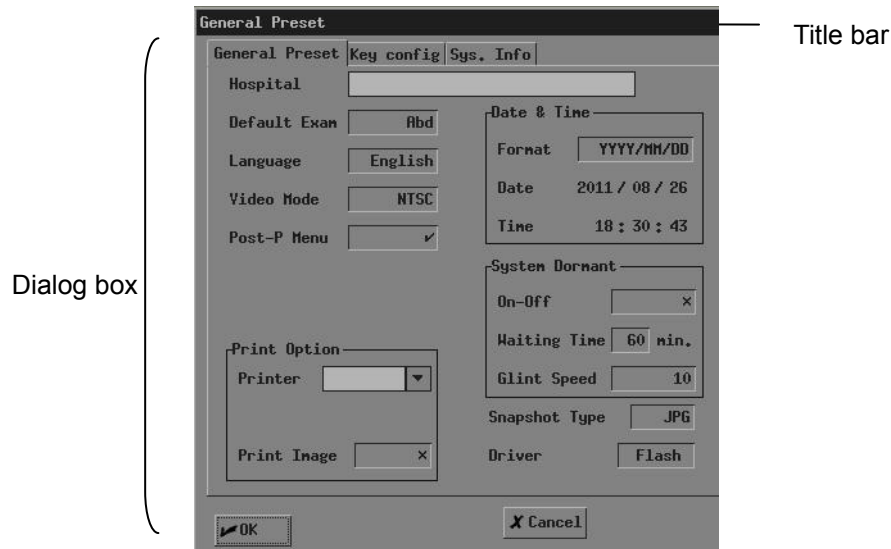 General Preset
Title bar
General Preset Key config Sys. Info
Hospital
Default Exam Abd
Language English
Video Mode NTSC
Post-P Menu ✔
Dialog box
Print Option
Printer
Print Image ×
Date & Time
Format YYYY/MM/DD
Date 2011 / 08 / 26
Time 18 : 30 : 43
System Dormant
On-Off ×
Waiting Time 60 min.
Glint Speed 10
Snapshot Type JPG
Driver Flash
✔ OK
✗ Cancel